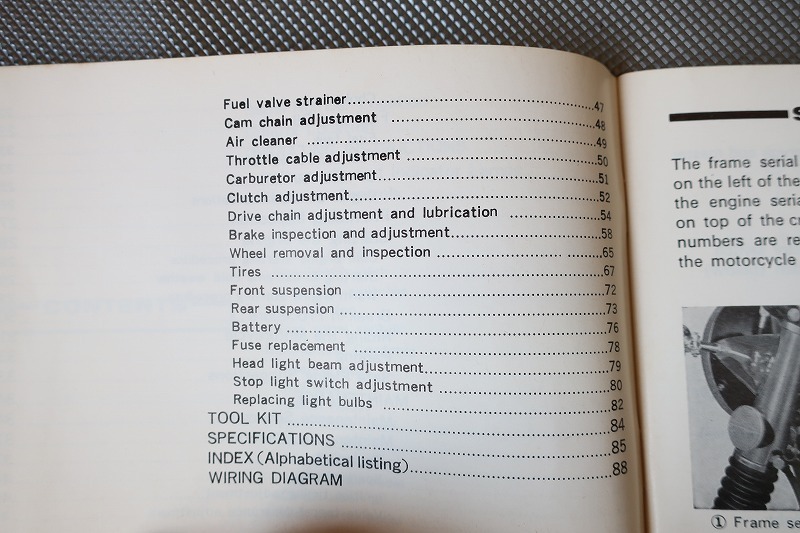 Fuel valve strainer..........47
Cam chain adjustment ..........48
Air cleaner ..........49
Throttle cable adjustment ..........50
Carburetor adjustment..........51
Clutch adjustment..........52
Drive chain adjustment and lubrication ..........54
Brake inspection and adjustment..........58
Wheel removal and inspection ..........65
Tires ..........67
Front suspension ..........72
Rear suspension ..........73
Battery ..........76
Fuse replacement ..........78
Head light beam adjustment..........79
Stop light switch adjustment ..........80
Replacing light bulbs ..........82
TOOL KIT ..........84
SPECIFICATIONS ..........85
INDEX (Alphabetical listing)..........88
WIRING DIAGRAM
The frame serial
on the left of the
the engine seria
on top of the cr
numbers are re
the motorcycle
① Frame se